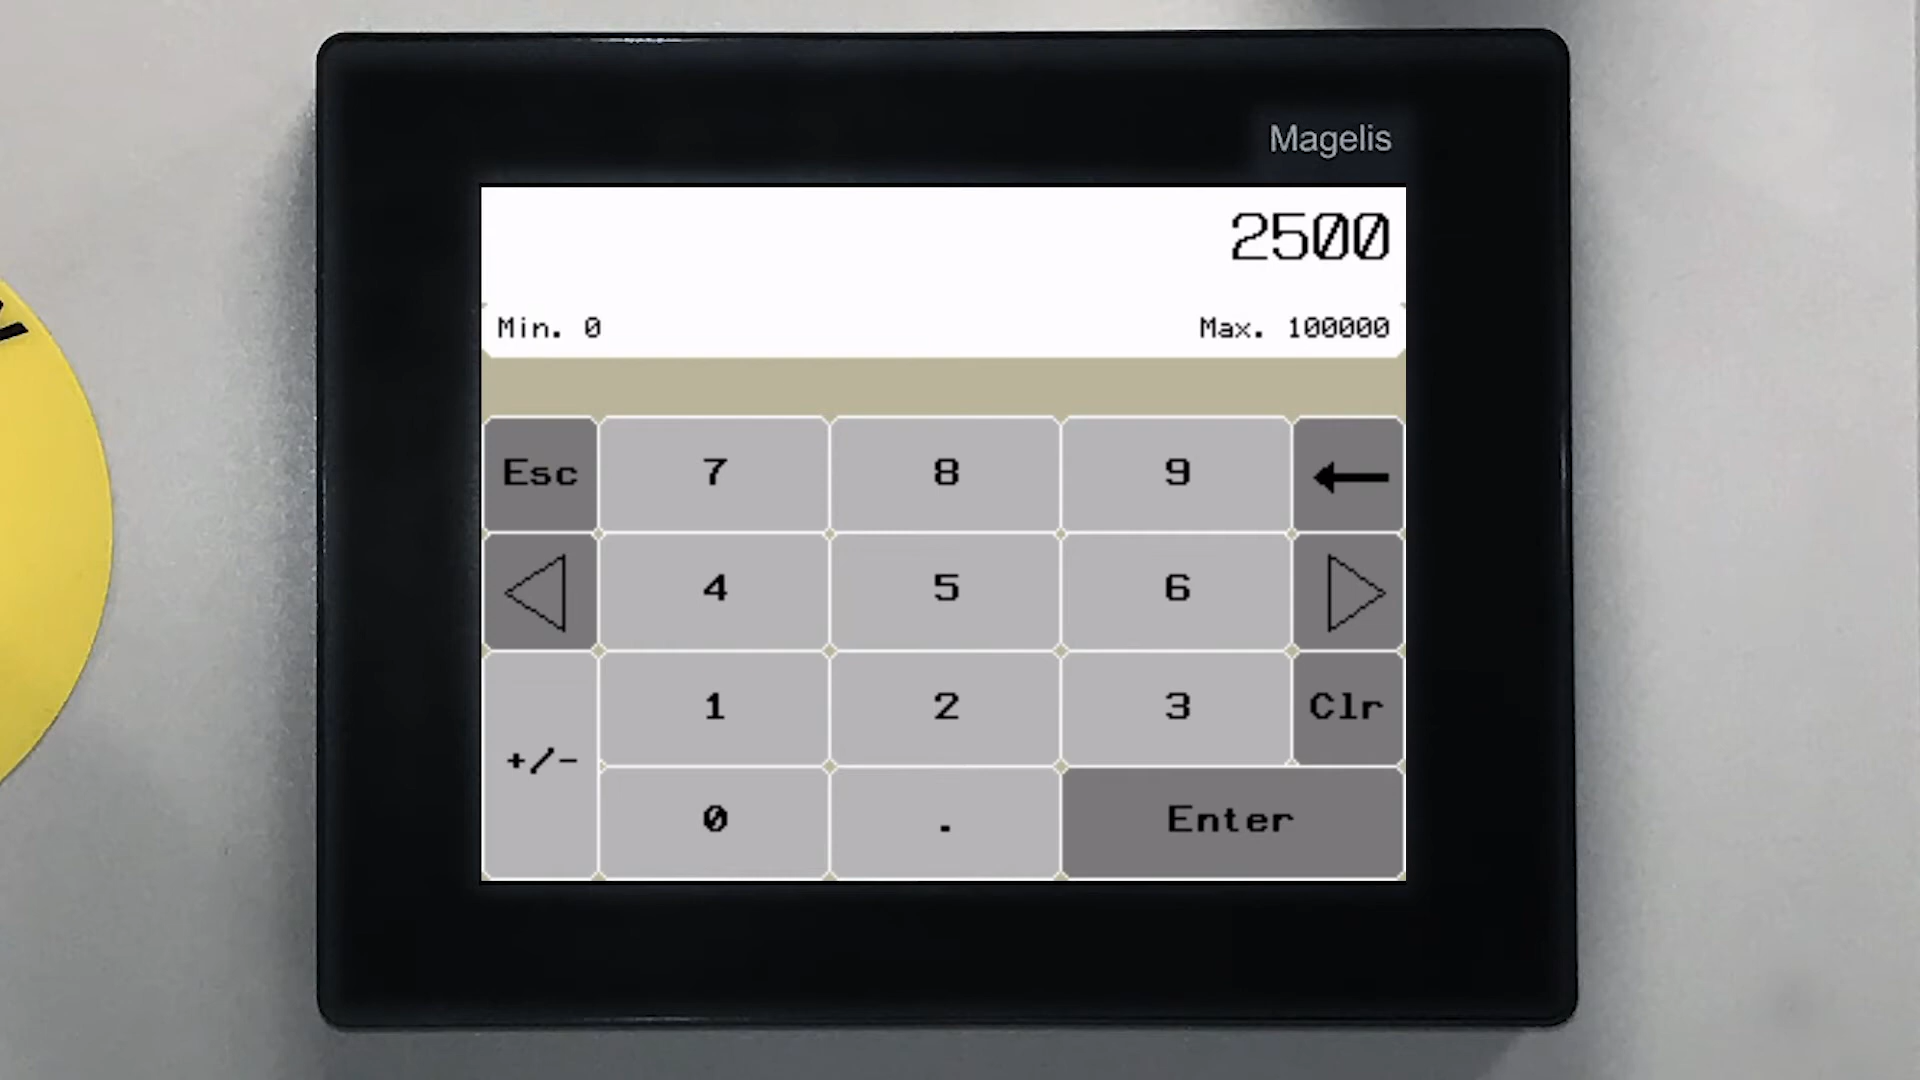 Magelis
2500
Min. 0 Max. 100000
Esc 7 8 9
4 5 6
1 2 3 Clr
+/-
0 . Enter